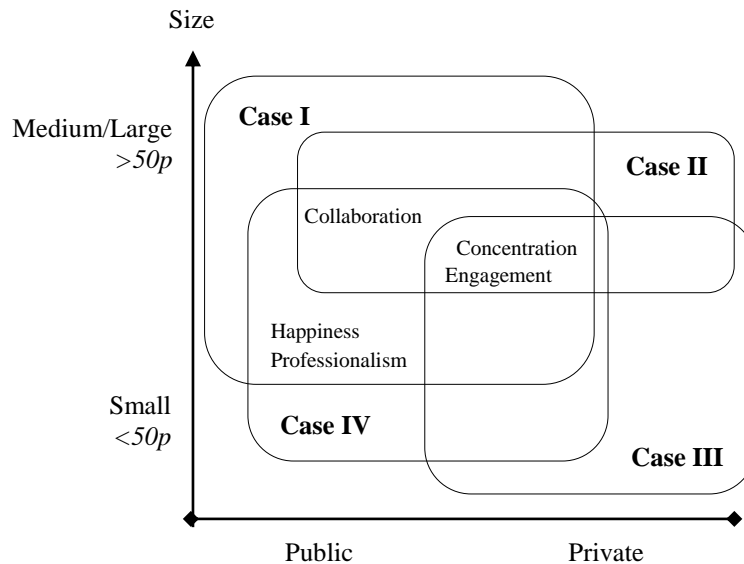 Size
Case I
Medium/Large
>50p
Case II
Collaboration
Concentration
Engagement
Happiness
Professionalism
Small
<50p
Case IV
Case III
Public
Private